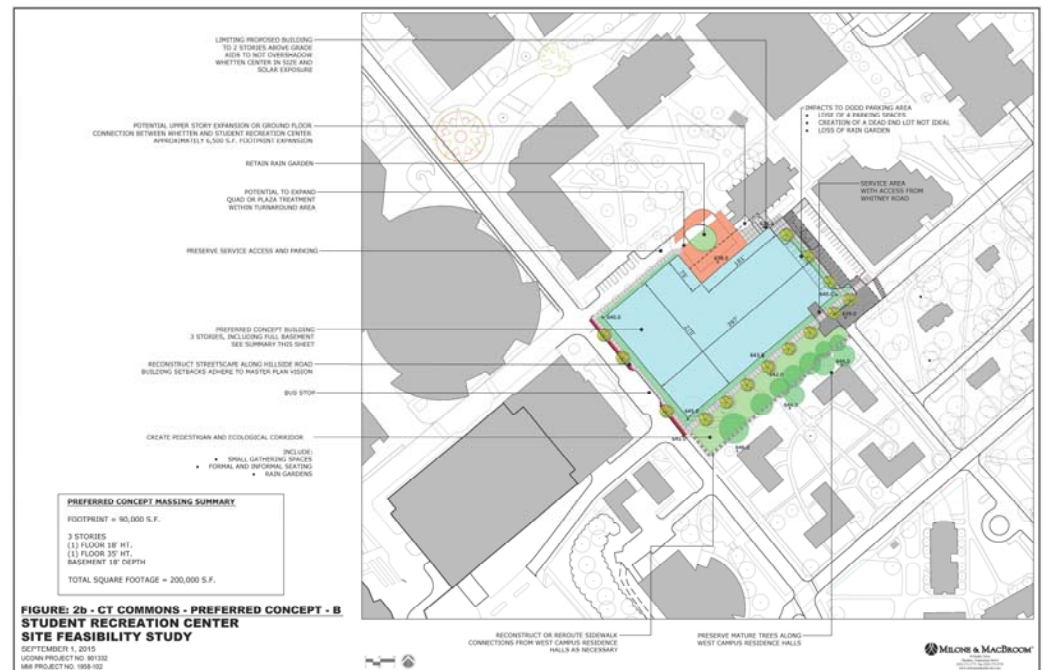 LIMITING PROPOSED BUILDING
TO 2 STORIES ABOVE GRADE
AIDS TO NOT OVERSHADOW
WHETTEN CENTER IN SIZE AND
SOLAR EXPOSURE
POTENTIAL UPPER STORY EXPANSION OR GROUND FLOOR
CONNECTION BETWEEN WHETTEN AND STUDENT RECREATION CENTER
APPROXIMATELY 6,500 S.F. FOOTPRINT EXPANSION
RETAIN RAIN GARDEN
POTENTIAL TO EXPAND
QUAD OR PLAZA TREATMENT
WITHIN TURNAROUND AREA
PRESERVE SERVICE ACCESS AND PARKING
PREFERRED CONCEPT BUILDING
3 STORIES, INCLUDING FULL BASEMENT
SEE SUMMARY THIS SHEET
RECONSTRUCT STREETSCAPE ALONG HILLSIDE ROAD
BUILDING SETBACKS ADHERE TO MASTER PLAN VISION
BUS STOP
CREATE PEDESTRIAN AND ECOLOGICAL CORRIDOR
INCLUDE:
• SMALL GATHERING SPACES
• FORMAL AND INFORMAL SEATING
• RAIN GARDENS
IMPACTS TO DODD PARKING AREA
• LOSS OF 4 PARKING SPACES
• CREATION OF A DEAD END LOT NOT IDEAL
• LOSS OF RAIN GARDEN
SERVICE AREA
WITH ACCESS FROM
WHITNEY ROAD
PREFERRED CONCEPT MASSING SUMMARY
FOOTPRINT = 90,000 S.F.
3 STORIES
(1) FLOOR 18' HT.
(1) FLOOR 35' HT.
BASEMENT 18' DEPTH
TOTAL SQUARE FOOTAGE = 200,000 S.F.
FIGURE: 2b - CT COMMONS - PREFERRED CONCEPT - B
STUDENT RECREATION CENTER
SITE FEASIBILITY STUDY
SEPTEMBER 1, 2015
UCONN PROJECT NO. 901332
MMI PROJECT NO. 1958-102
RECONSTRUCT OR REROUTE SIDEWALK
CONNECTIONS FROM WEST CAMPUS RESIDENCE
HALLS AS NECESSARY
PRESERVE MATURE TREES ALONG
WEST CAMPUS RESIDENCE HALLS
MILONE & MACBROOM